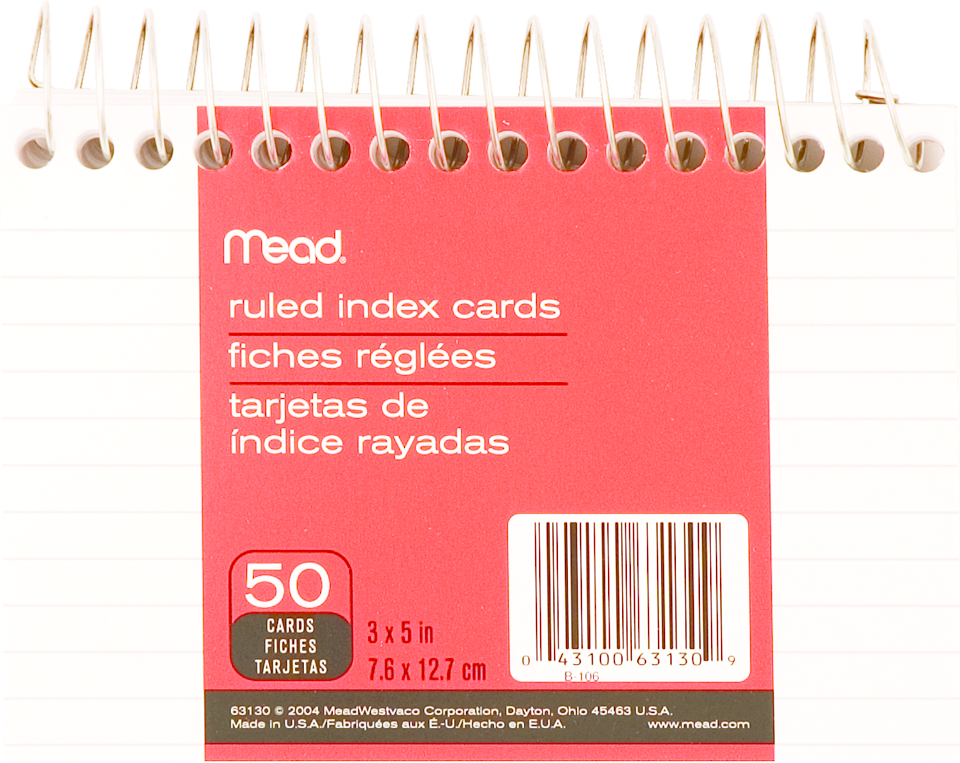 Mead®
ruled index cards
fiches réglées
tarjetas de
índice rayadas
50
CARDS
FICHES
TARJETAS
3 x 5 in
7.6 x 12.7 cm
0 43100 63130 9
B-106
63130 © 2004 MeadWestvaco Corporation, Dayton, Ohio 45463 U.S.A.
Made in U.S.A./Fabriquées aux É.-U./Hecho en E.U.A. www.mead.com